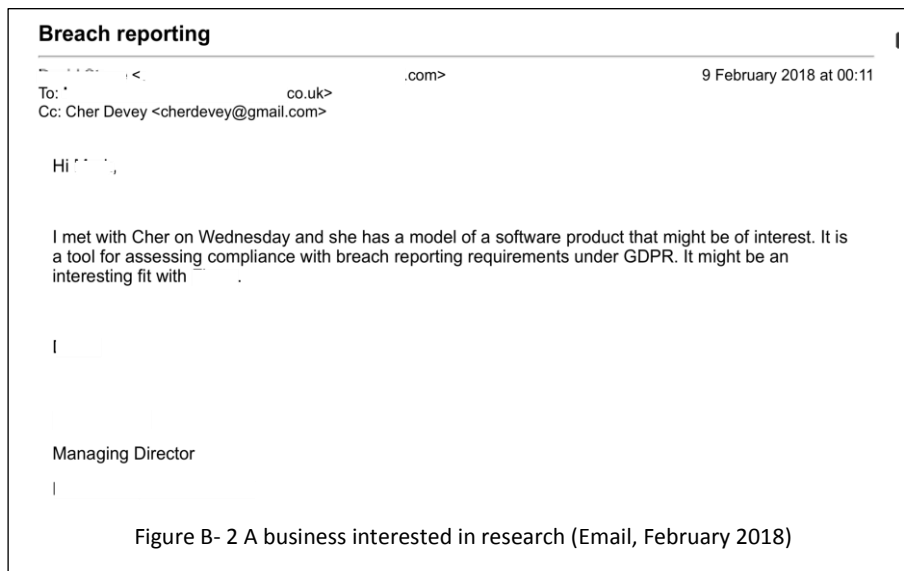 Breach reporting
.com> 9 February 2018 at 00:11
To: co.uk>
Cc: Cher Devey <cherdevey@gmail.com>
Hi
I met with Cher on Wednesday and she has a model of a software product that might be of interest. It is
a tool for assessing compliance with breach reporting requirements under GDPR. It might be an
interesting fit with
Managing Director
Figure B- 2 A business interested in research (Email, February 2018)